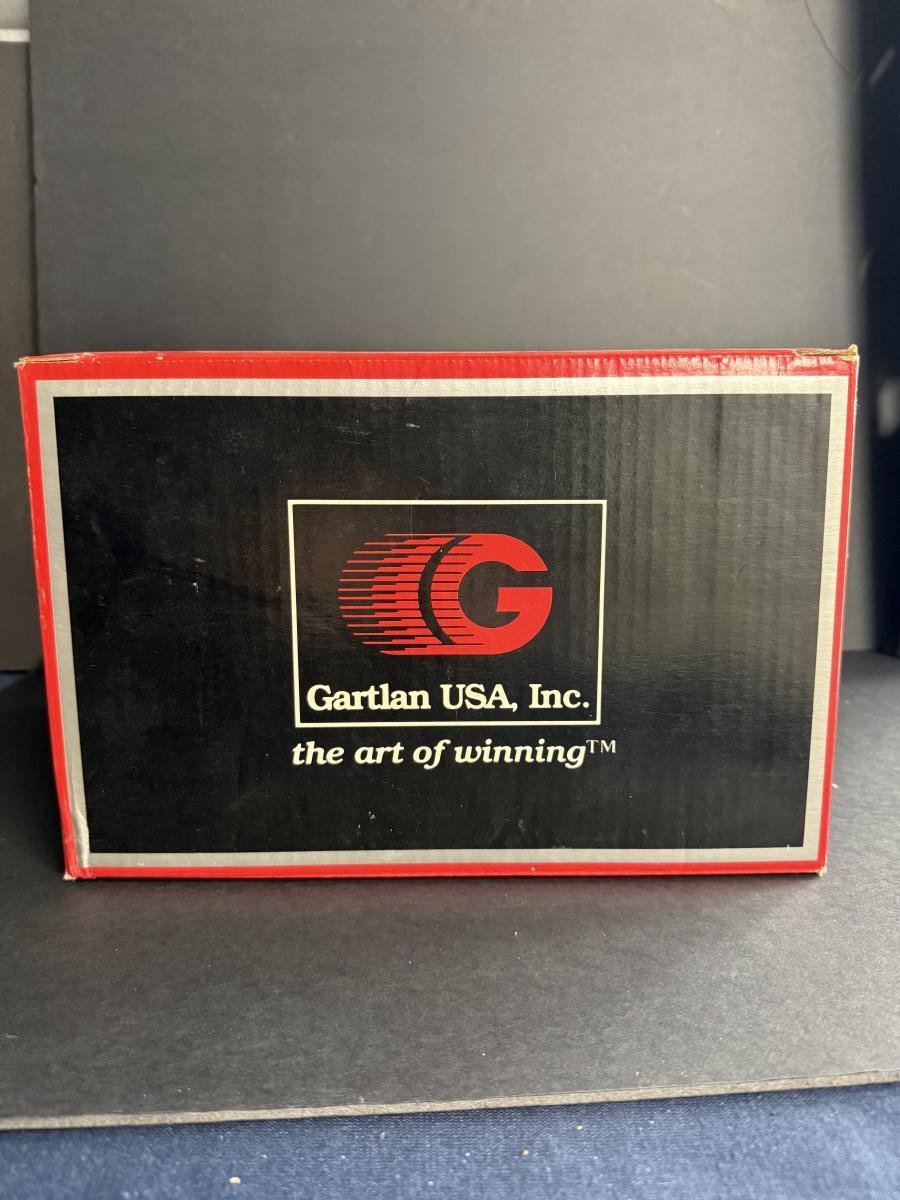 G
Gartlan USA, Inc.
the art of winning™